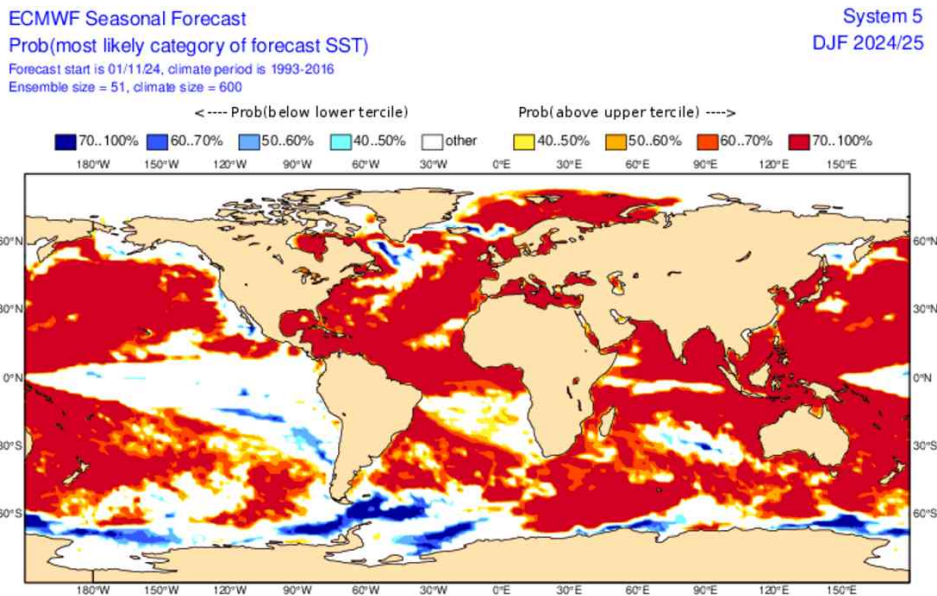 ECMWF Seasonal Forecast
System 5
Prob(most likely category of forecast SST)
DJF 2024/25
Forecast start is 01/11/24, climate period is 1993-2016
Ensemble size = 51, climate size = 600
<---- Prob(below lower tercile)
Prob(above upper tercile) ---->
70..100% 60..70% 50..60% 40..50% other 40..50% 50..60% 60..70% 70..100%
180°W 150°W 120°W 90°W 60°W 30°W 0°E 30°E 60°E 90°E 120°E 150°E
60°N 60°N
30°N 30°N
0°N 0°N
30°S 30°S
60°S 60°S
180°W 150°W 120°W 90°W 60°W 30°W 0°E 30°E 60°E 90°E 120°E 150°E